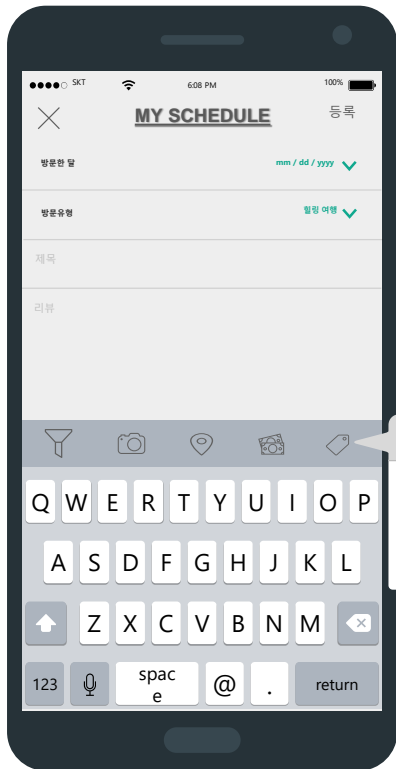 SKT 6:08 PM 100%
MY SCHEDULE 등록
방문한 달 mm / dd / yyyy
방문유형 힐링 여행
제목
리뷰
Q W E R T Y U I O P
A S D F G H J K L
Z X C V B N M
123 spac @ . return
e